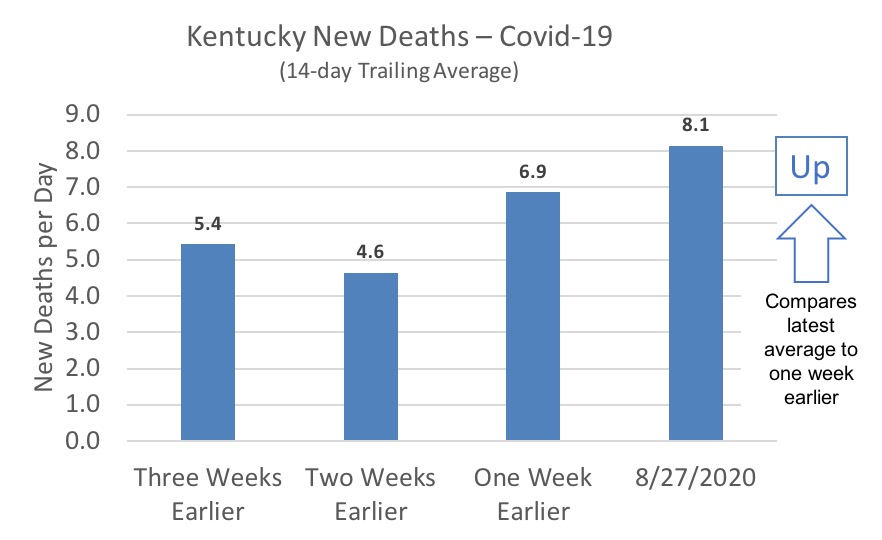 Kentucky New Deaths – Covid-19
(14-day Trailing Average)
New Deaths per Day
9.0
8.0
7.0
6.0
5.0
4.0
3.0
2.0
1.0
0.0
5.4
4.6
6.9
8.1
Three Weeks
Earlier
Two Weeks
Earlier
One Week
Earlier
8/27/2020
Up
Compares
latest
average to
one week
earlier